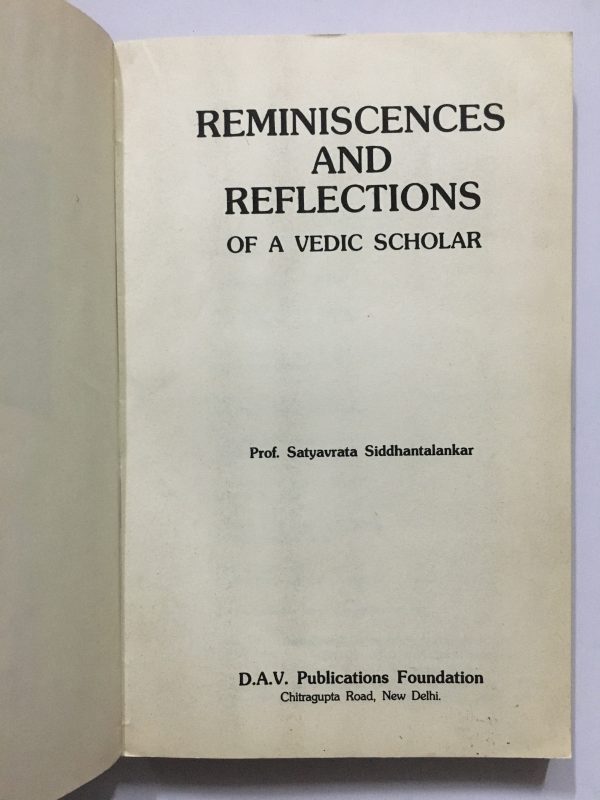 REMINISCENCES
AND
REFLECTIONS
OF A VEDIC SCHOLAR
Prof. Satyavrata Siddhantalankar
D.A.V. Publications Foundation
Chitragupta Road, New Delhi.